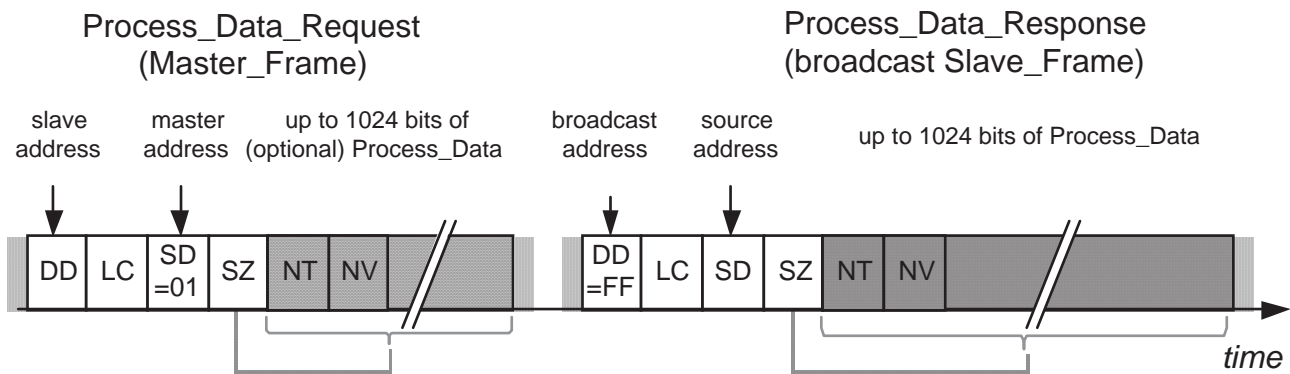 Process_Data_Request
(Master_Frame)
Process_Data_Response
(broadcast Slave_Frame)
slave
address
master
address
up to 1024 bits of
(optional) Process_Data
broadcast
address
source
address
up to 1024 bits of Process_Data
DD
LC
SD
=01
SZ
NT
NV
DD
=FF
LC
SD
SZ
NT
NV
time